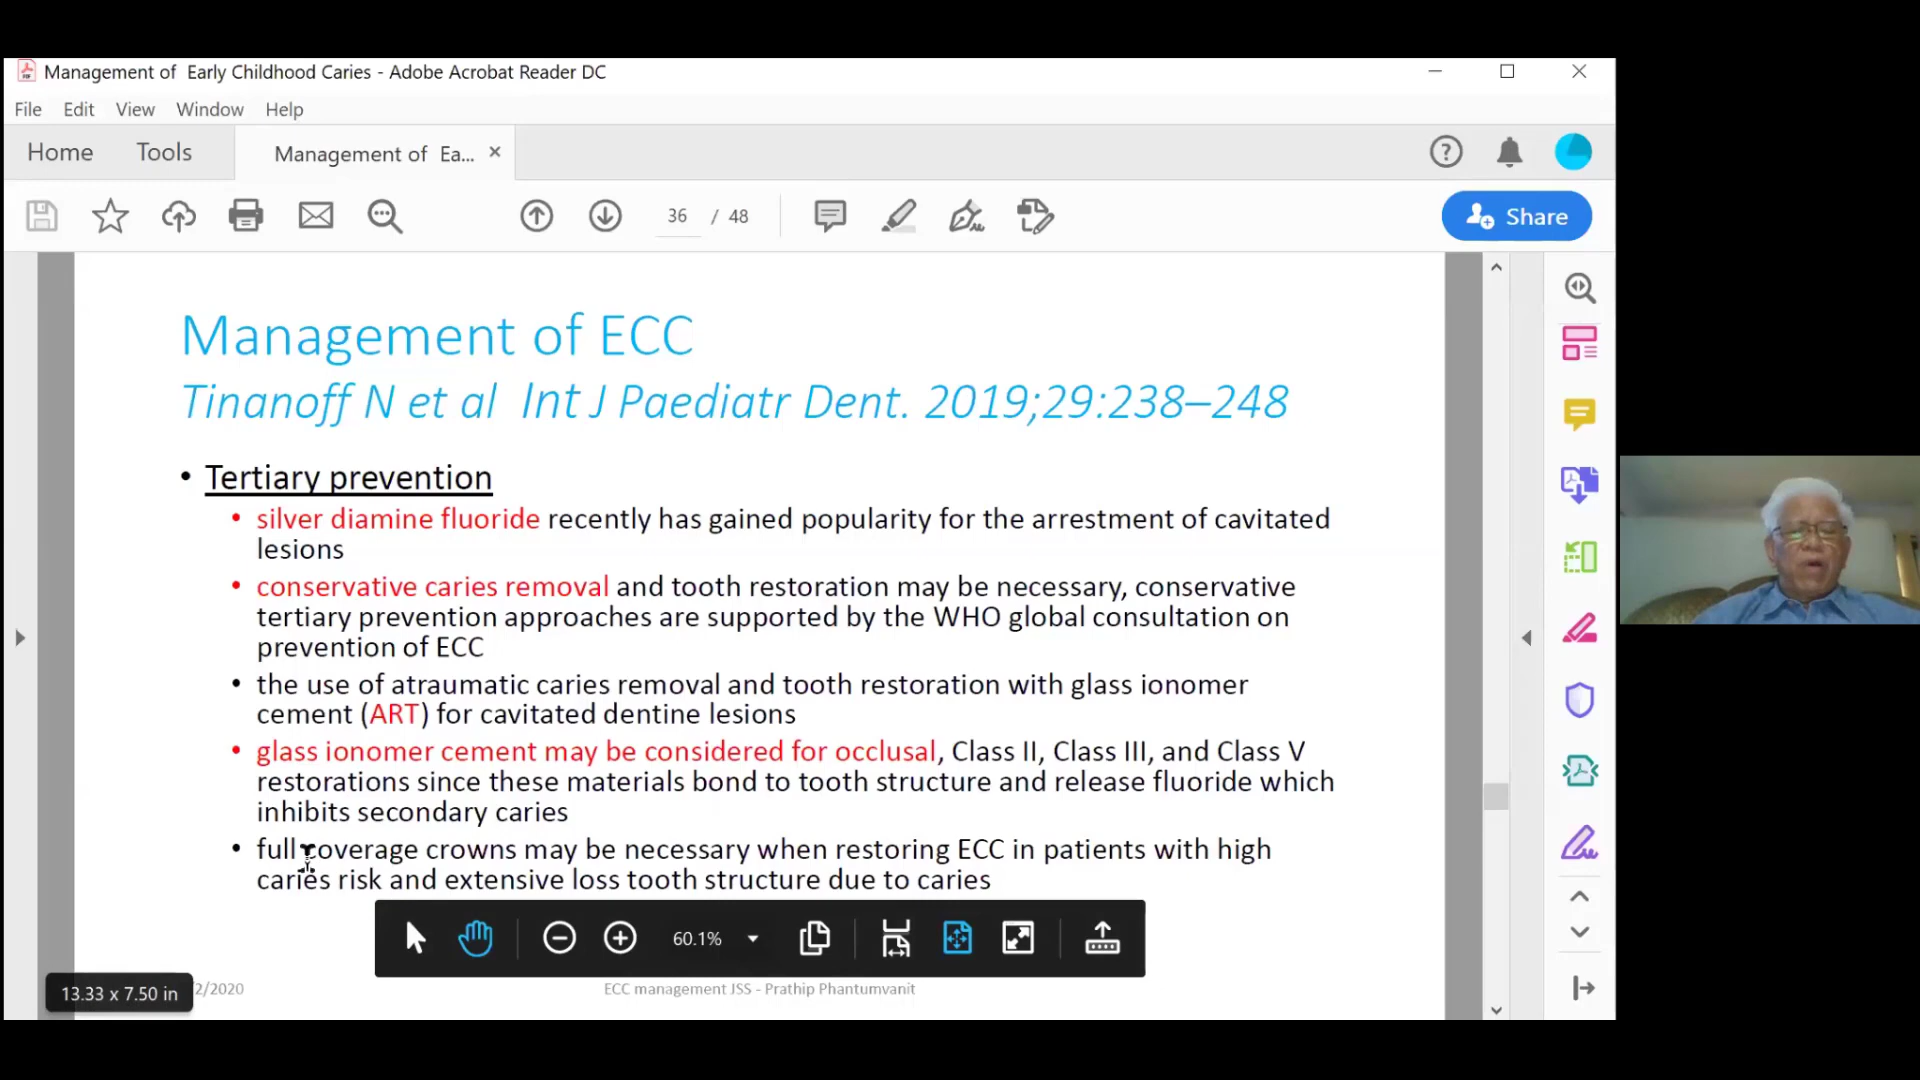 Management of  Early Childhood Caries - Adobe Acrobat Reader DC
File Edit View Window Help
Home Tools Management of Ea... ×
36 / 48
Share
Management of ECC
Tinanoff N et al Int J Paediatr Dent. 2019;29:238–248
• Tertiary prevention
• silver diamine fluoride recently has gained popularity for the arrestment of cavitated
lesions
• conservative caries removal and tooth restoration may be necessary, conservative
tertiary prevention approaches are supported by the WHO global consultation on
prevention of ECC
• the use of atraumatic caries removal and tooth restoration with glass ionomer
cement (ART) for cavitated dentine lesions
• glass ionomer cement may be considered for occlusal, Class II, Class III, and Class V
restorations since these materials bond to tooth structure and release fluoride which
inhibits secondary caries
• full coverage crowns may be necessary when restoring ECC in patients with high
caries risk and extensive loss tooth structure due to caries
60.1%
13.33 x 7.50 in
/2/2020
ECC management JSS - Prathip Phantumvanit